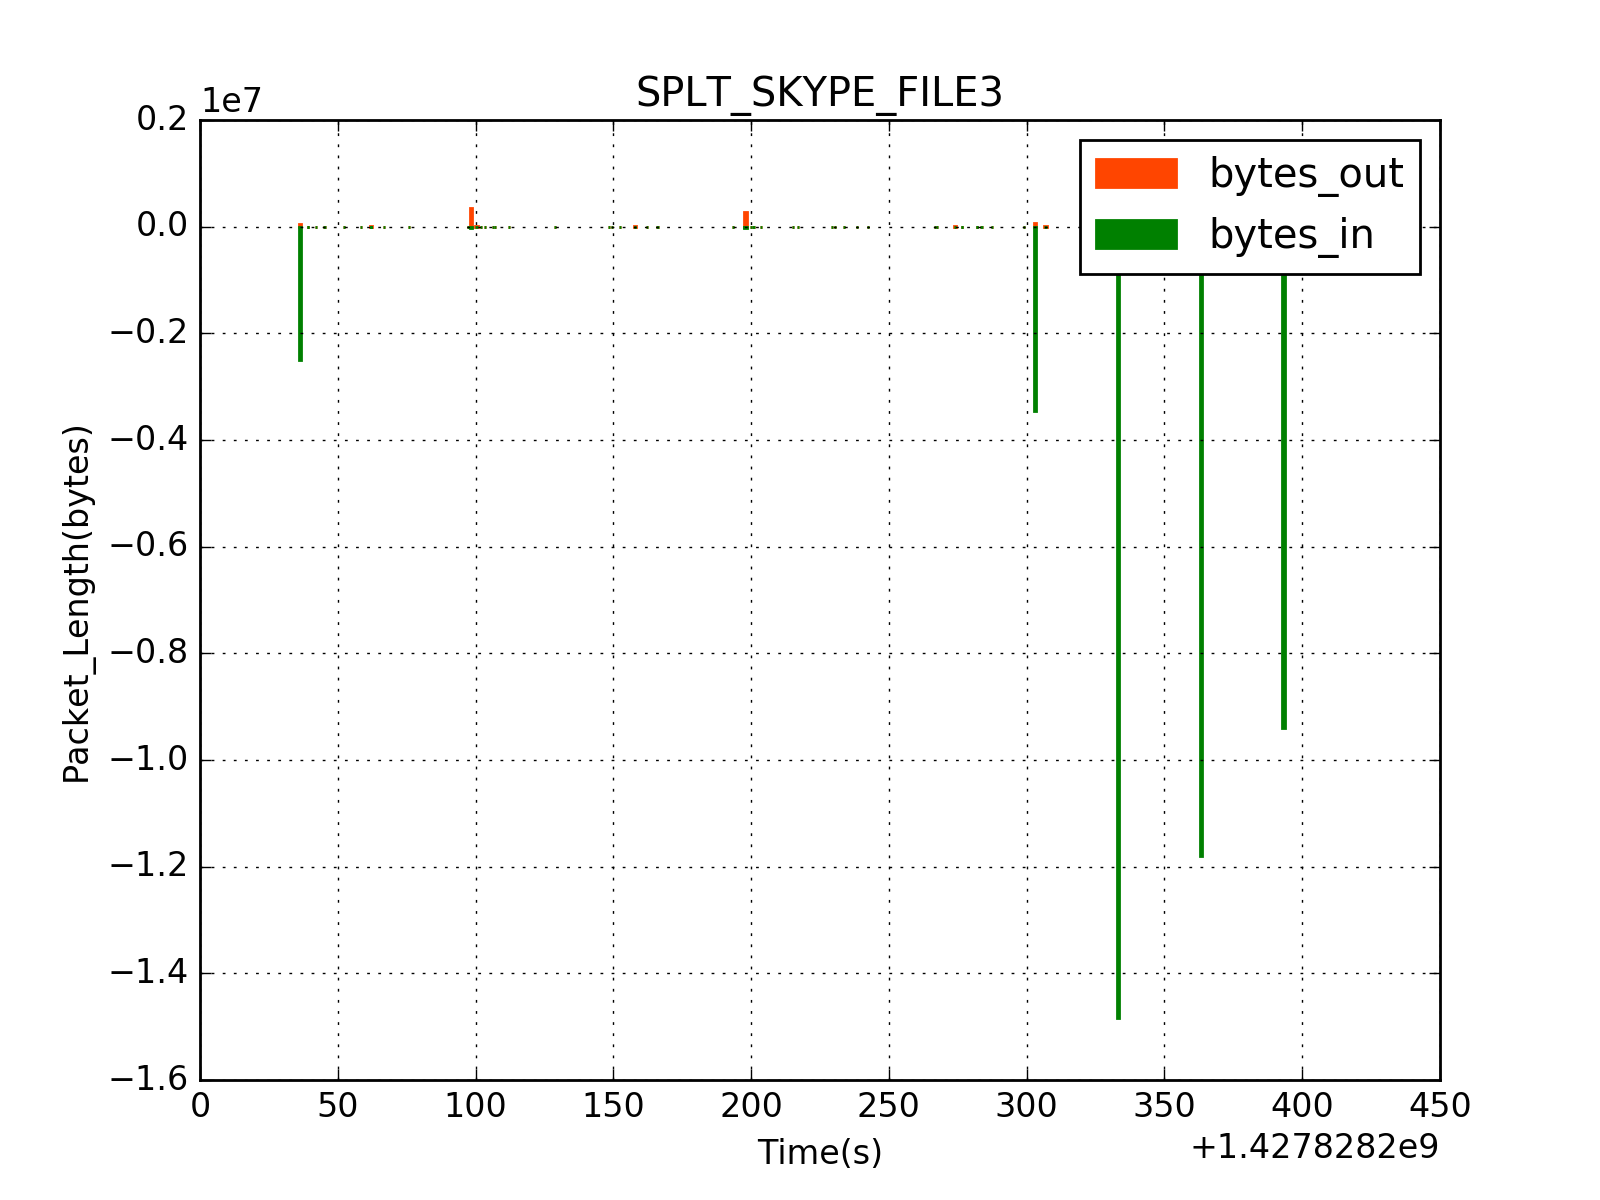 SPLT_SKYPE_FILE3
1e7
0.2
0.0
−0.2
−0.4
−0.6
−0.8
−1.0
−1.2
−1.4
−1.6
Packet_Length(bytes)
bytes_out
bytes_in
0 50 100 150 200 250 300 350 400 450
Time(s)
+1.4278282e9